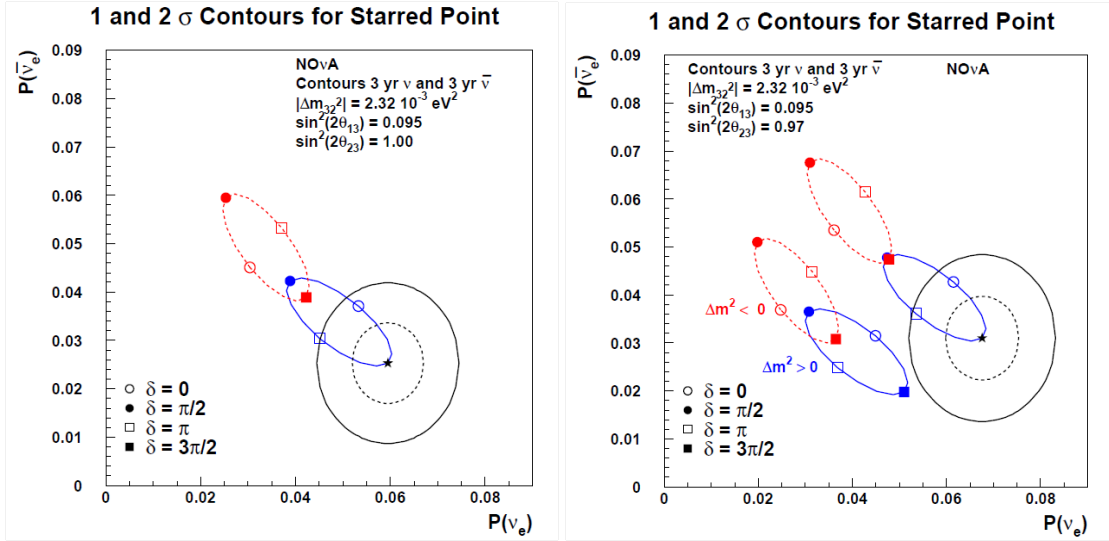 1 and 2 σ Contours for Starred Point
P(ν̅e)
0.09
0.08
0.07
0.06
0.05
0.04
0.03
0.02
0.01
0
NOνA
Contours 3 yr ν and 3 yr ν̅
|Δm32²| = 2.32 10⁻³ eV²
sin²(2θ13) = 0.095
sin²(2θ23) = 1.00
δ = 0
δ = π/2
δ = π
δ = 3π/2
0 0.02 0.04 0.06 0.08
P(νe)
1 and 2 σ Contours for Starred Point
P(ν̅e)
0.09
0.08
0.07
0.06
0.05
0.04
0.03
0.02
0.01
0
Contours 3 yr ν and 3 yr ν̅ NOνA
|Δm32²| = 2.32 10⁻³ eV²
sin²(2θ13) = 0.095
sin²(2θ23) = 0.97
Δm² < 0
Δm² > 0
δ = 0
δ = π/2
δ = π
δ = 3π/2
0 0.02 0.04 0.06 0.08
P(νe)